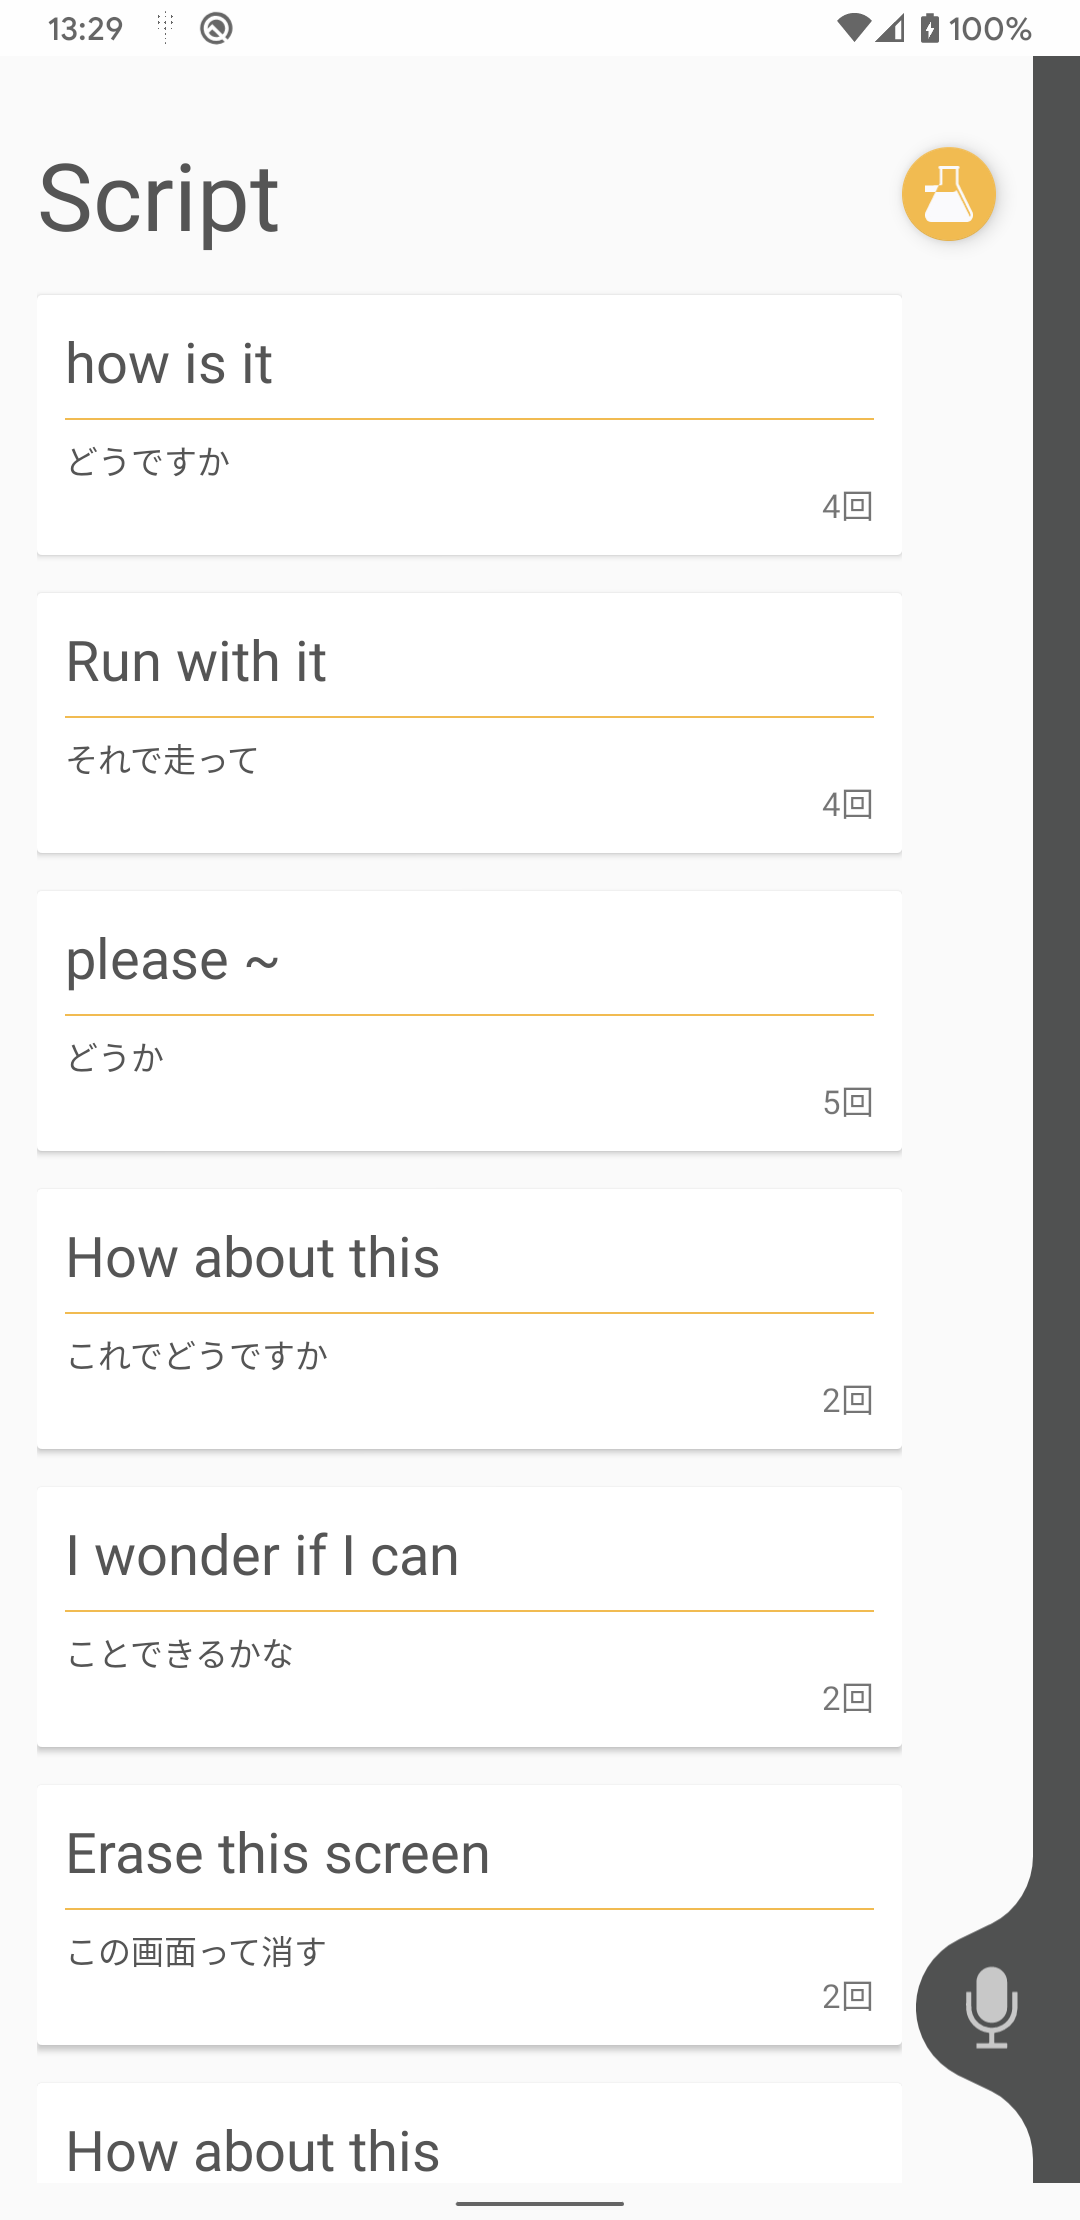 13:29
100%
Script
how is it
どうですか
4回
Run with it
それで走って
4回
please ~
どうか
5回
How about this
これでどうですか
2回
I wonder if I can
ことできるかな
2回
Erase this screen
この画面って消す
2回
How about this